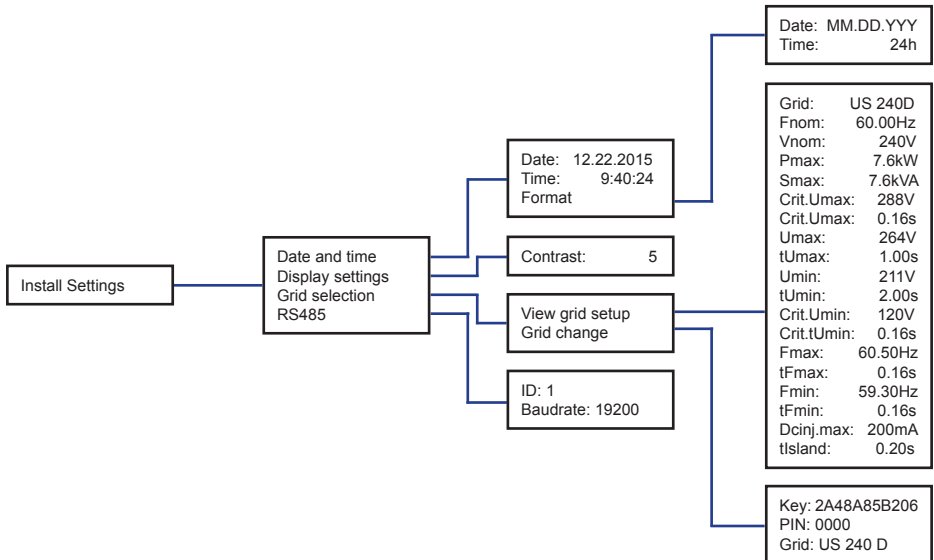 Install Settings
Date and time
Display settings
Grid selection
RS485
Date: 12.22.2015
Time: 9:40:24
Format
Contrast: 5
View grid setup
Grid change
ID: 1
Baudrate: 19200
Date: MM.DD.YYY
Time: 24h
Grid: US 240D
Fnom: 60.00Hz
Vnom: 240V
Pmax: 7.6kW
Smax: 7.6kVA
Crit.Umax: 288V
Crit.Umax: 0.16s
Umax: 264V
tUmax: 1.00s
Umin: 211V
tUmin: 2.00s
Crit.Umin: 120V
Crit.tUmin: 0.16s
Fmax: 60.50Hz
tFmax: 0.16s
Fmin: 59.30Hz
tFmin: 0.16s
Dcinj.max: 200mA
tIsland: 0.20s
Key: 2A48A85B206
PIN: 0000
Grid: US 240 D